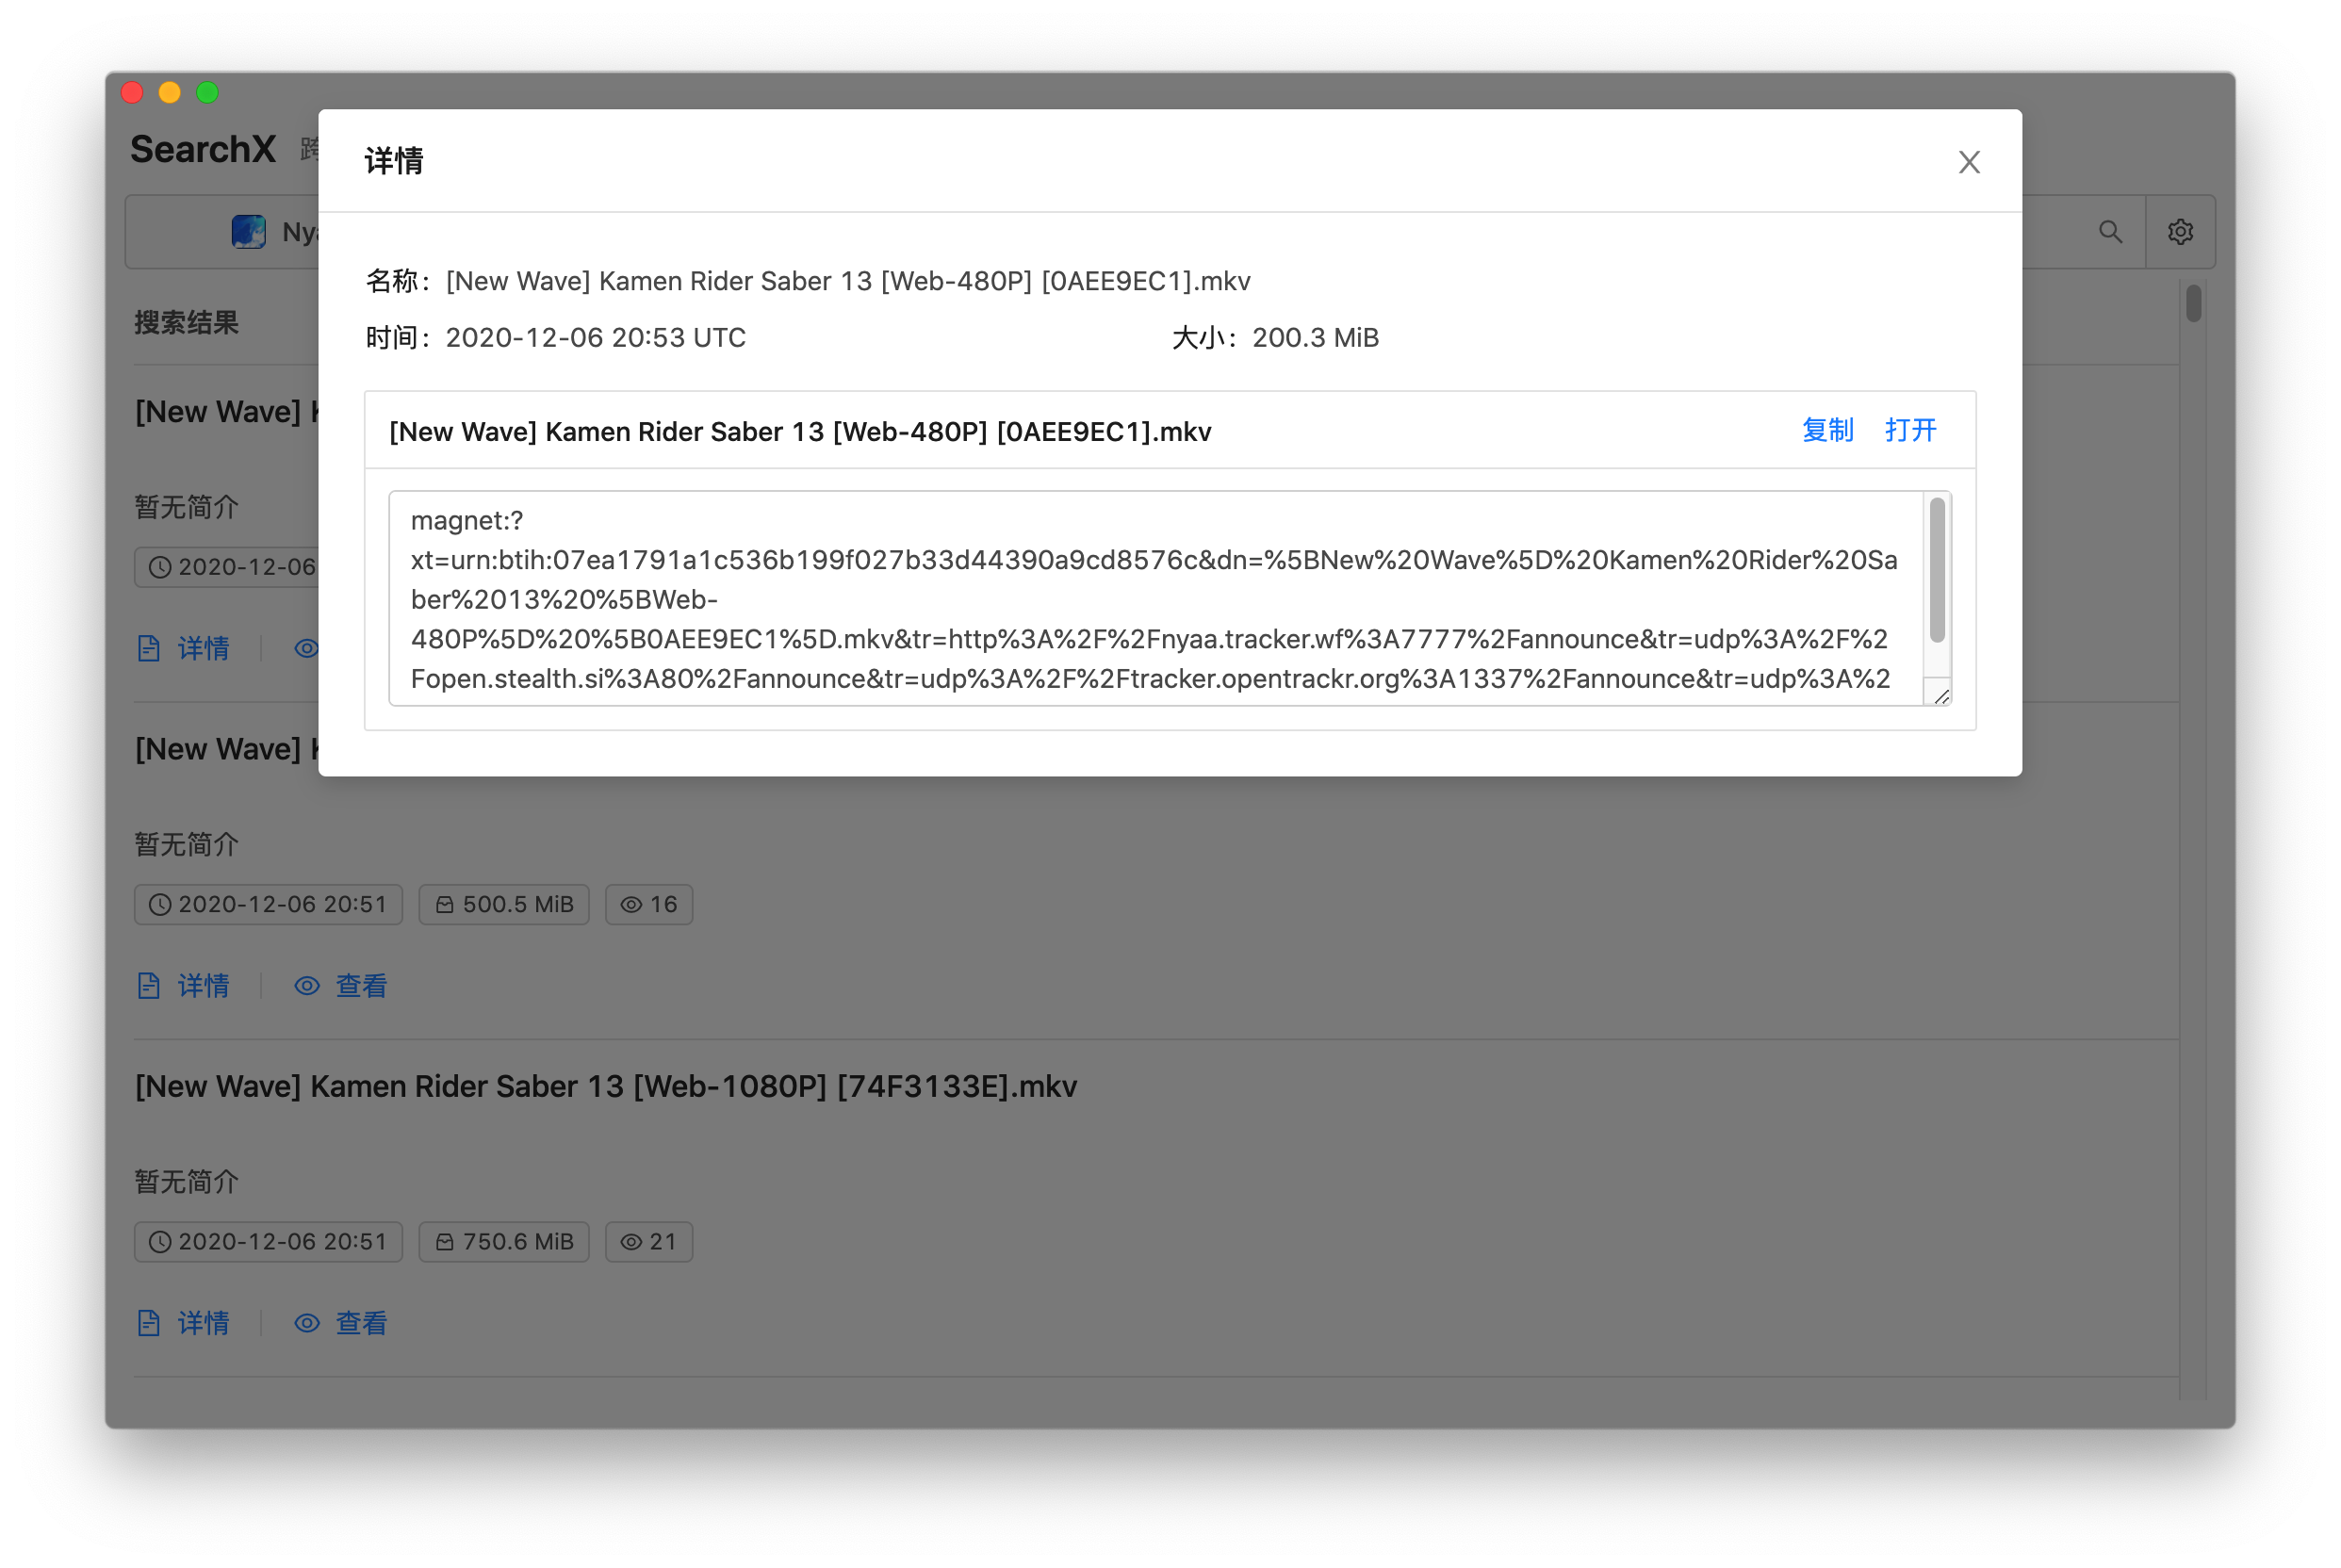 SearchX 跨
详情
Nya
名称：[New Wave] Kamen Rider Saber 13 [Web-480P] [0AEE9EC1].mkv
时间：2020-12-06 20:53 UTC 大小：200.3 MiB
[New Wave] Kamen Rider Saber 13 [Web-480P] [0AEE9EC1].mkv 复制 打开
magnet:?
xt=urn:btih:07ea1791a1c536b199f027b33d44390a9cd8576c&dn=%5BNew%20Wave%5D%20Kamen%20Rider%20Sa
ber%2013%20%5BWeb-
480P%5D%20%5B0AEE9EC1%5D.mkv&tr=http%3A%2F%2Fnyaa.tracker.wf%3A7777%2Fannounce&tr=udp%3A%2F%2
Fopen.stealth.si%3A80%2Fannounce&tr=udp%3A%2F%2Ftracker.opentrackr.org%3A1337%2Fannounce&tr=udp%3A%2
搜索结果
[New Wave]
暂无简介
2020-12-06
详情
[New Wave]
暂无简介
2020-12-06 20:51 500.5 MiB 16
详情 查看
[New Wave] Kamen Rider Saber 13 [Web-1080P] [74F3133E].mkv
暂无简介
2020-12-06 20:51 750.6 MiB 21
详情 查看